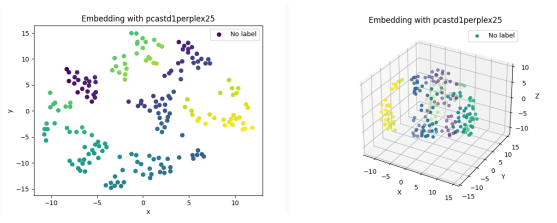 Embedding with pcastd1perplex25
No label
15
10
5
0
−5
−10
−15
y
−10 −5 0 5 10
x
Embedding with pcastd1perplex25
No label
10
5
0
−5
−10
Z
−10 −5 0 5 10 15
X
−15 −10 −5 0 5 10 15
Y